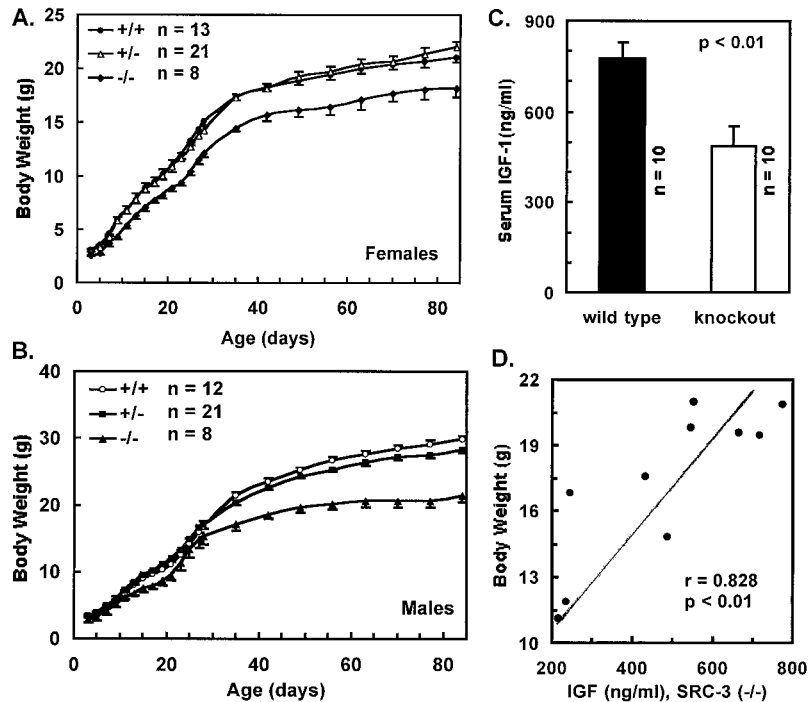 A.
25
20
15
10
5
0
Body Weight (g)
+/+ n = 13
+/- n = 21
-/- n = 8
Females
0 20 40 60 80
Age (days)
B.
40
30
20
10
0
Body Weight (g)
+/+ n = 12
+/- n = 21
-/- n = 8
Males
0 20 40 60 80
Age (days)
C.
900
600
300
0
Serum IGF-1(ng/ml)
p < 0.01
n = 10
n = 10
wild type knockout
D.
22
19
16
13
10
Body Weight (g)
r = 0.828
p < 0.01
200 400 600 800
IGF (ng/ml), SRC-3 (-/-)